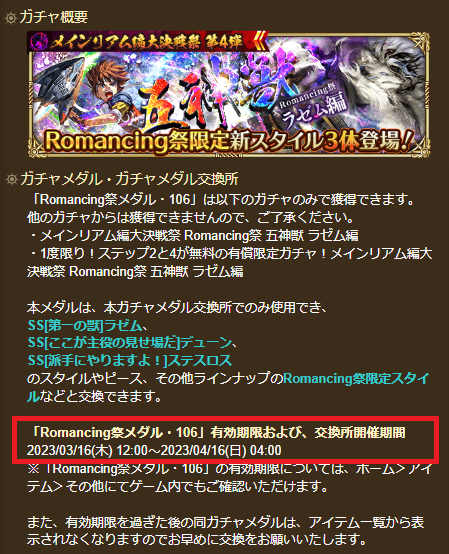 ガチャ概要
メインリアム編大決戦祭 第4弾
五神獣
Romancing祭
ラゼム編
Romancing祭限定新スタイル3体登場!
ガチャメダル・ガチャメダル交換所
「Romancing祭メダル・106」は以下のガチャのみで獲得できます。
他のガチャからは獲得できませんので、ご了承ください。
・メインリアム編大決戦祭 Romancing祭 五神獣 ラゼム編
・1度限り！ステップ2と4が無料の有償限定ガチャ！メインリアム編大
決戦祭 Romancing祭 五神獣 ラゼム編
本メダルは、本ガチャメダル交換所でのみ使用でき、
SS[第一の獣]ラゼム、
SS[ここが主役の見せ場だ]デューン、
SS[派手にやりますよ！]ステスロス
のスタイルやピース、その他ラインナップのRomancing祭限定スタイ
ルなどと交換できます。
「Romancing祭メダル・106」有効期限および、交換所開催期間
2023/03/16(木) 12:00～2023/04/16(日) 04:00
※「Romancing祭メダル・106」の有効期限については、ホーム＞アイ
テム＞その他にてゲーム内でもご確認いただけます。
また、有効期限を過ぎた後の同ガチャメダルは、アイテム一覧から表
示されなくなりますのでお早めに交換をお願いいたします。